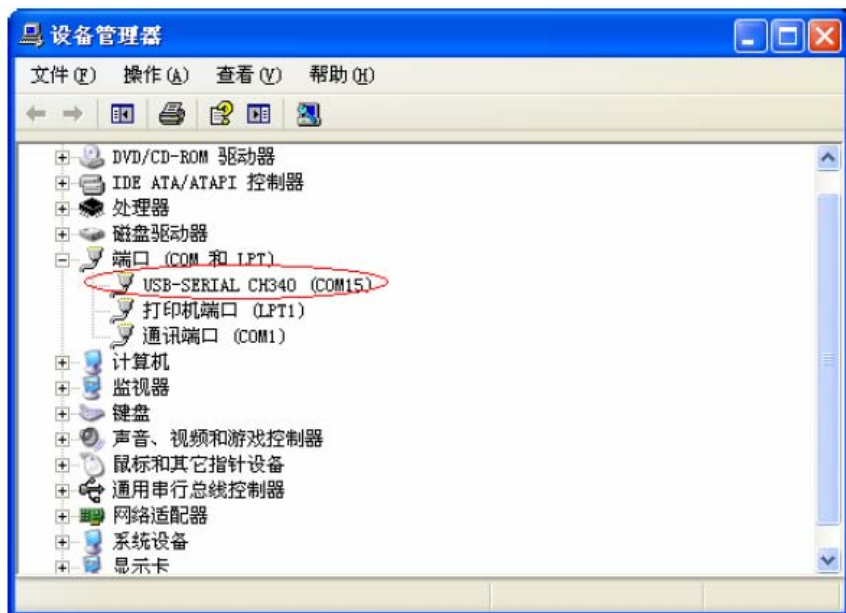 设备管理器
文件(F) 操作(A) 查看(V) 帮助(H)
DVD/CD-ROM 驱动器
IDE ATA/ATAPI 控制器
处理器
磁盘驱动器
端口 (COM 和 LPT)
USB-SERIAL CH340 (COM15)
打印机端口 (LPT1)
通讯端口 (COM1)
计算机
监视器
键盘
声音、视频和游戏控制器
鼠标和其它指针设备
通用串行总线控制器
网络适配器
系统设备
显示卡